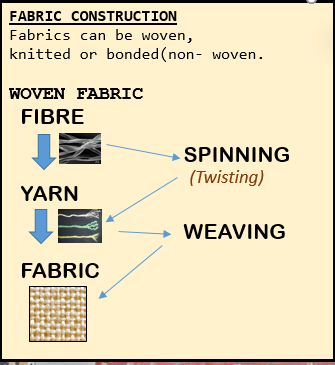 FABRIC CONSTRUCTION
Fabrics can be woven,
knitted or bonded(non- woven.
WOVEN FABRIC
FIBRE
SPINNING
(Twisting)
YARN
WEAVING
FABRIC